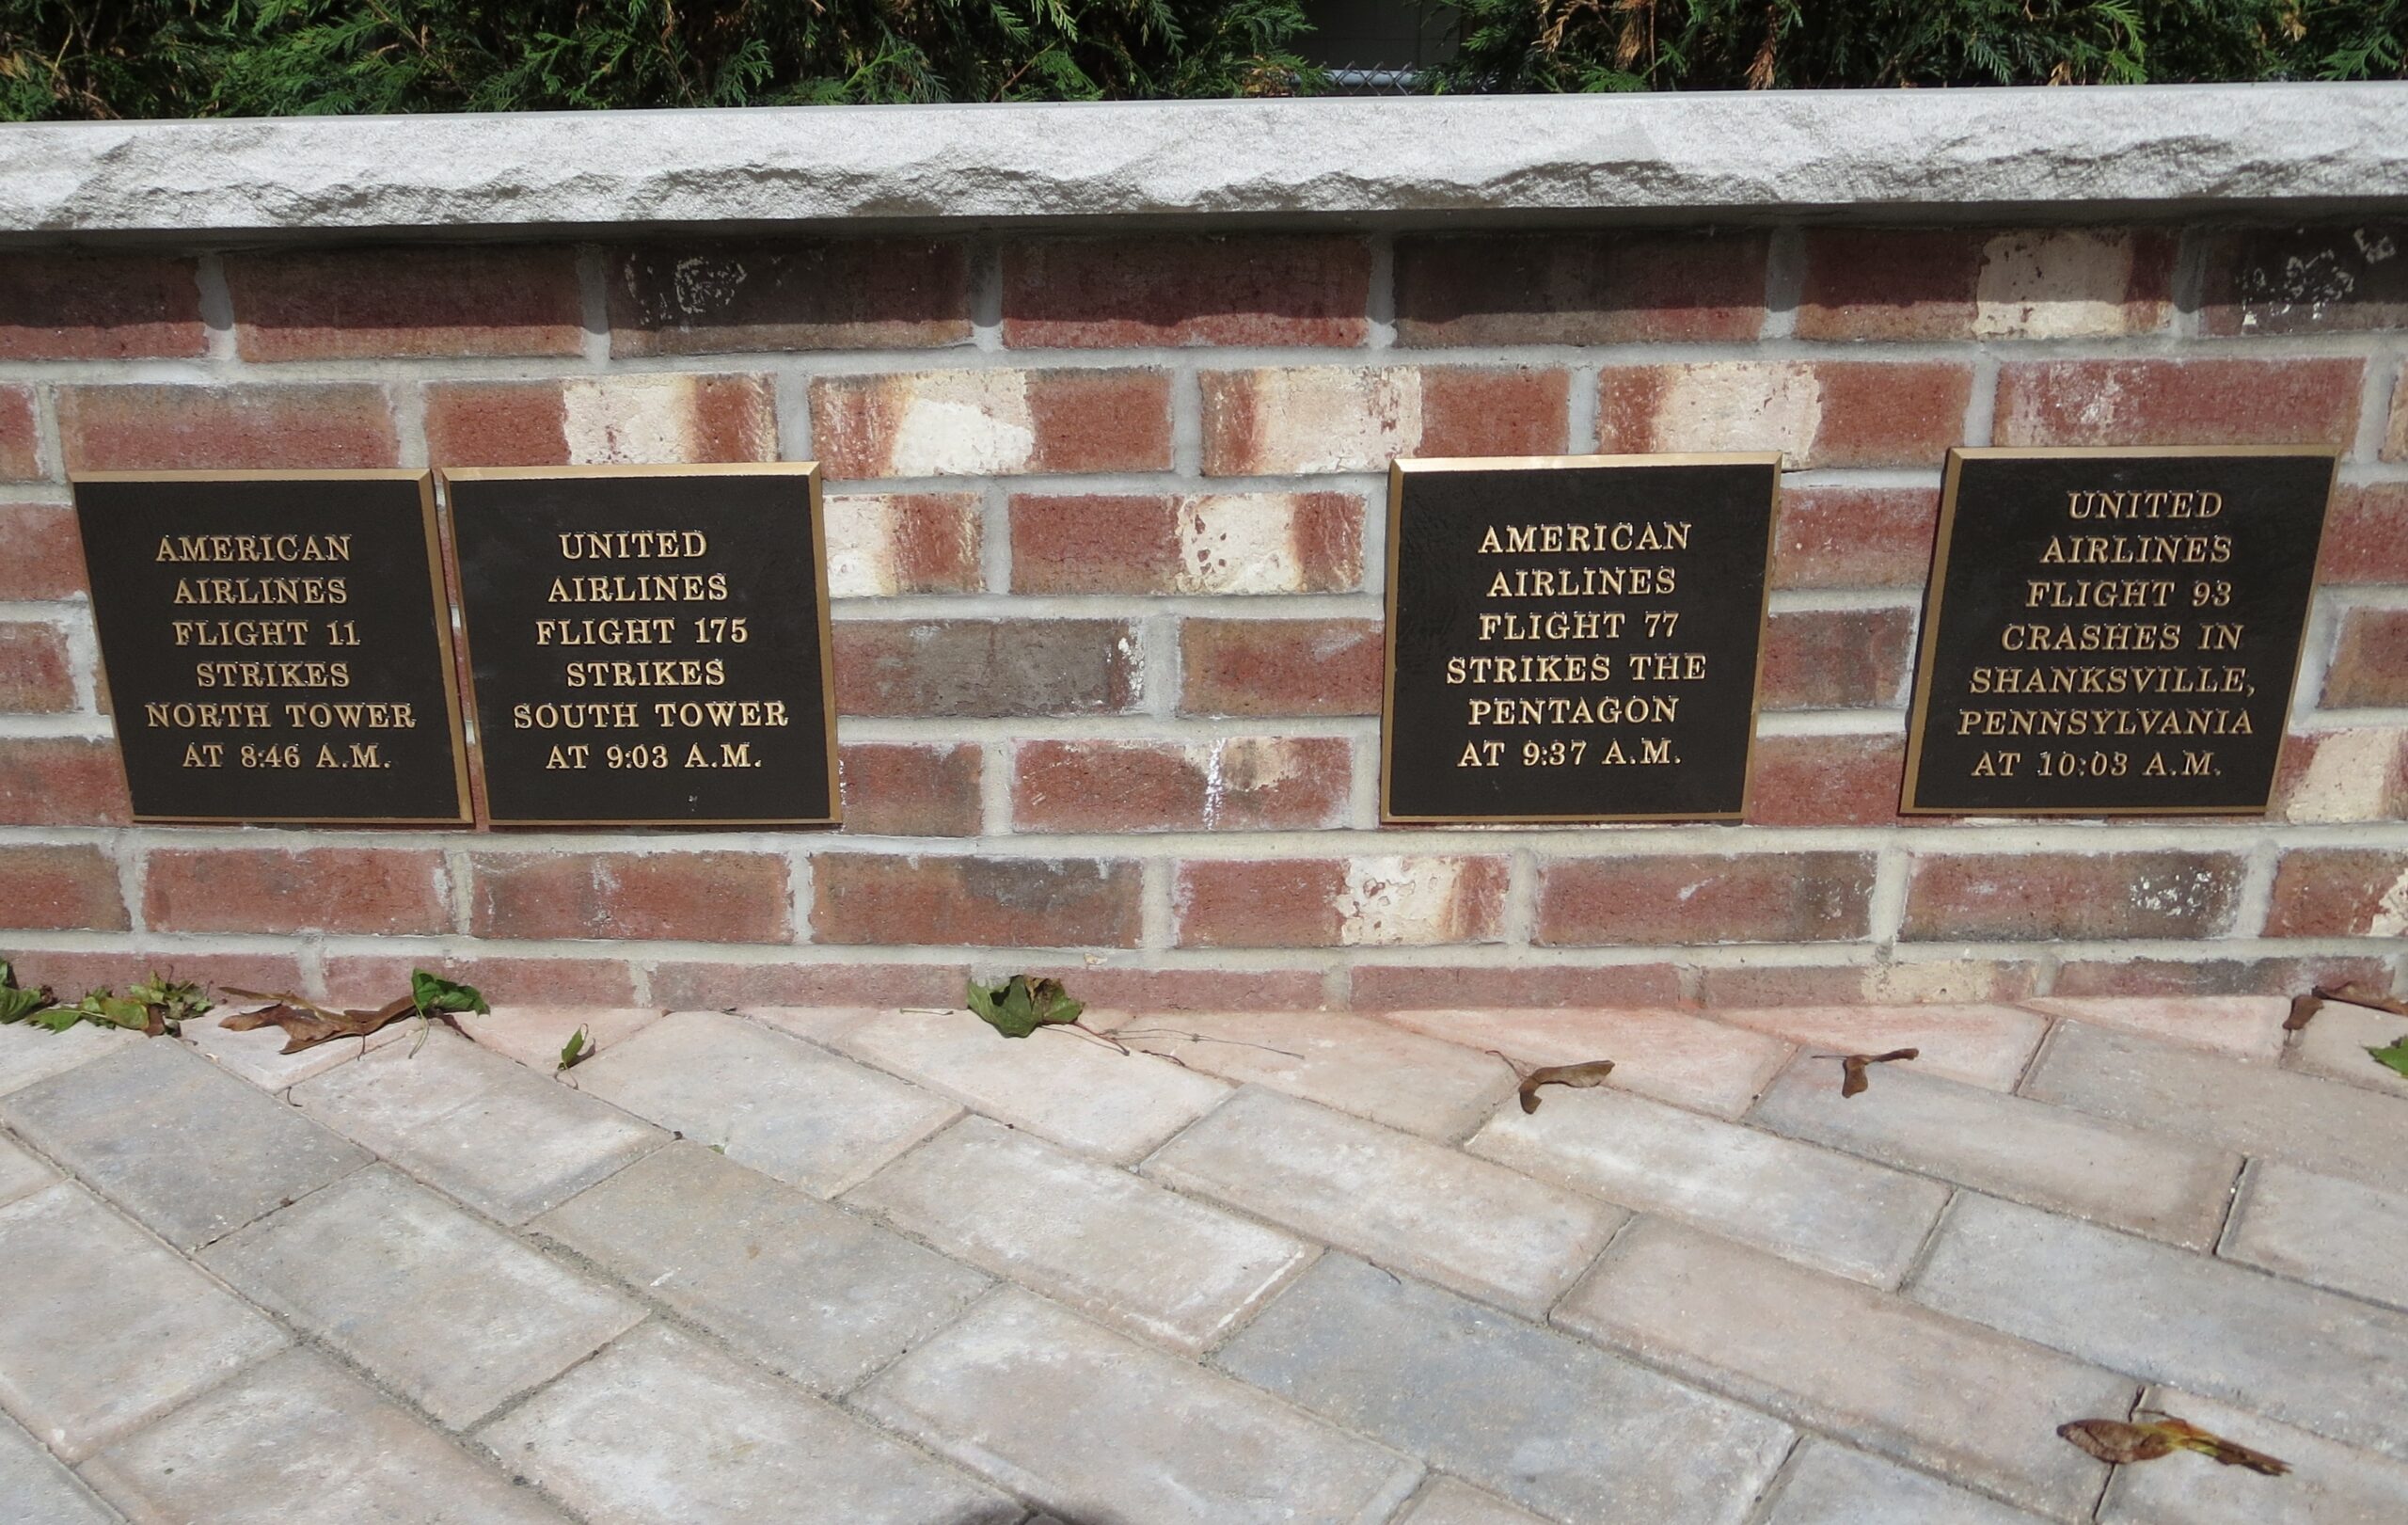 AMERICAN
AIRLINES
FLIGHT 11
STRIKES
NORTH TOWER
AT 8:46 A.M.
UNITED
AIRLINES
FLIGHT 175
STRIKES
SOUTH TOWER
AT 9:03 A.M.
AMERICAN
AIRLINES
FLIGHT 77
STRIKES THE
PENTAGON
AT 9:37 A.M.
UNITED
AIRLINES
FLIGHT 93
CRASHES IN
SHANKSVILLE,
PENNSYLVANIA
AT 10:03 A.M.